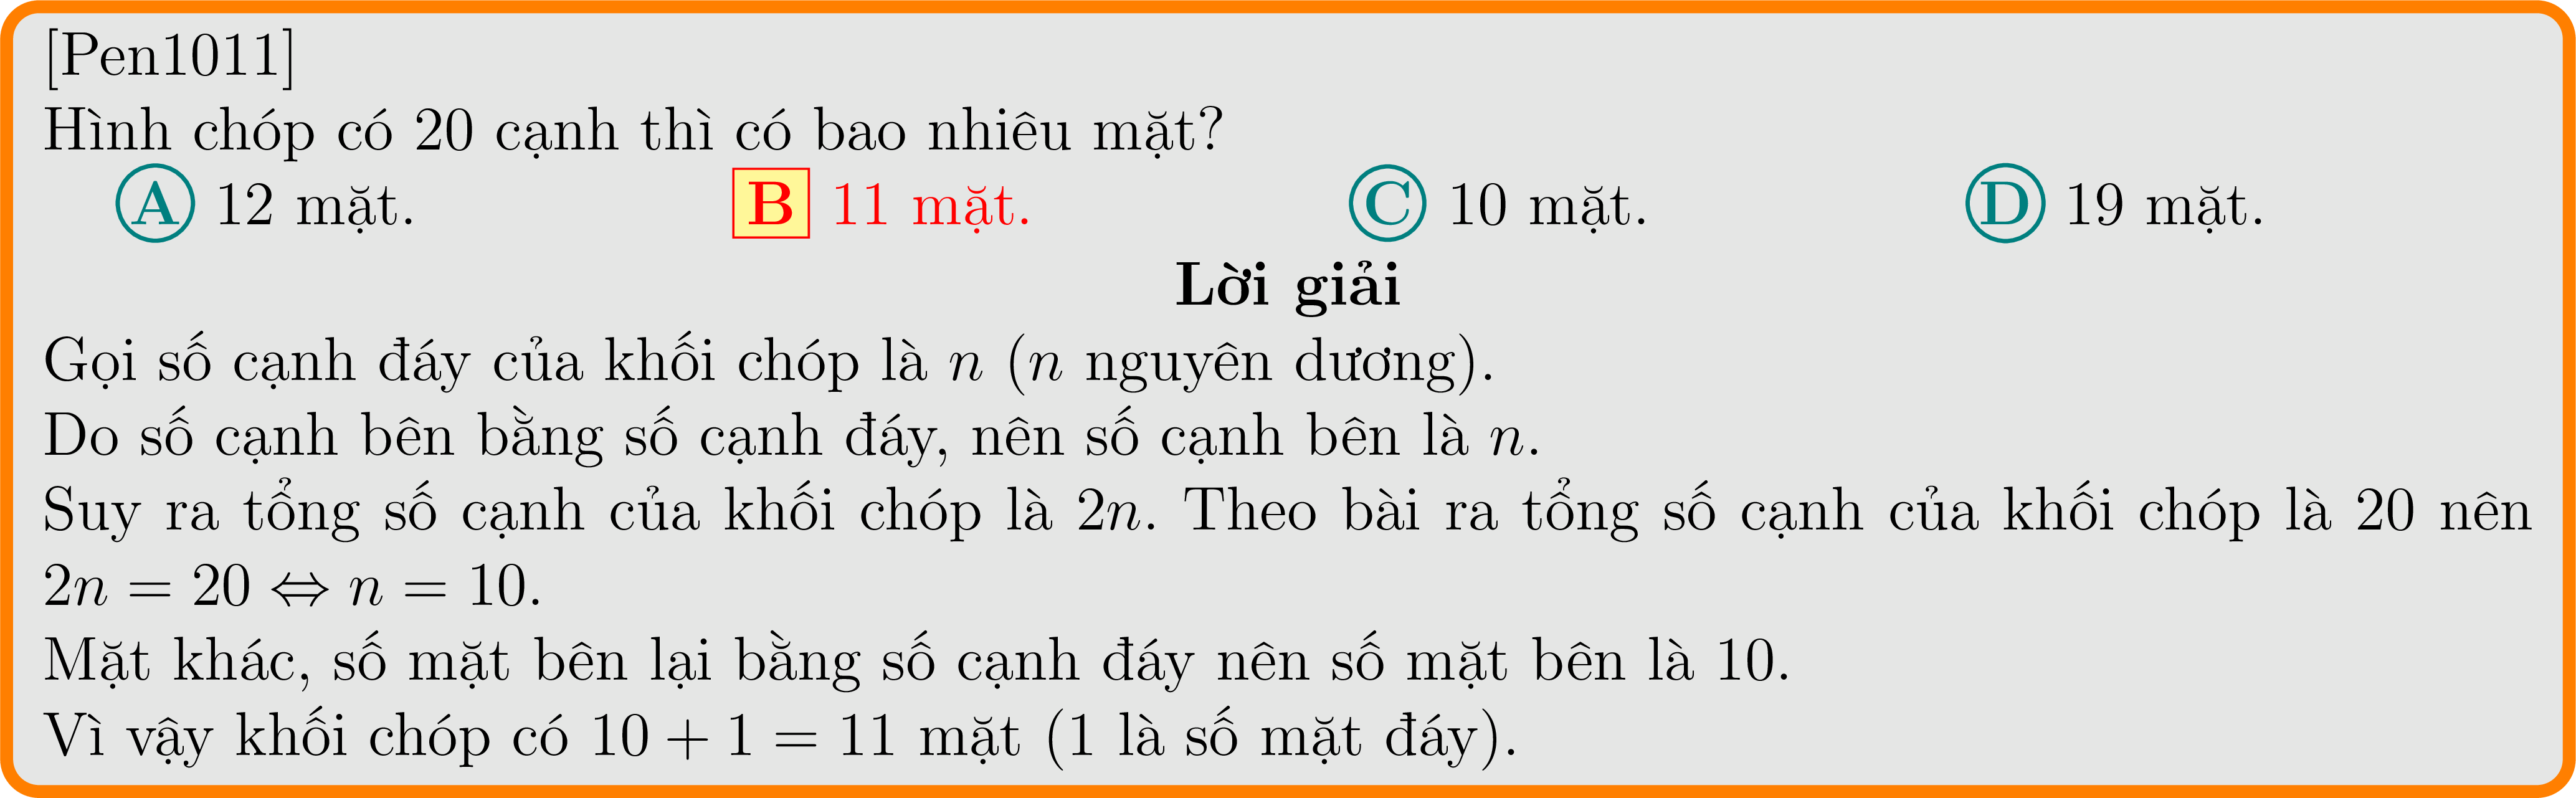 [Pen1011]
Hình chóp có 20 cạnh thì có bao nhiêu mặt?
A 12 mặt. B 11 mặt. C 10 mặt. D 19 mặt.
Lời giải
Gọi số cạnh đáy của khối chóp là n (n nguyên dương).
Do số cạnh bên bằng số cạnh đáy, nên số cạnh bên là n.
Suy ra tổng số cạnh của khối chóp là 2n. Theo bài ra tổng số cạnh của khối chóp là 20 nên
2n = 20 ⇔ n = 10.
Mặt khác, số mặt bên lại bằng số cạnh đáy nên số mặt bên là 10.
Vì vậy khối chóp có 10 + 1 = 11 mặt (1 là số mặt đáy).